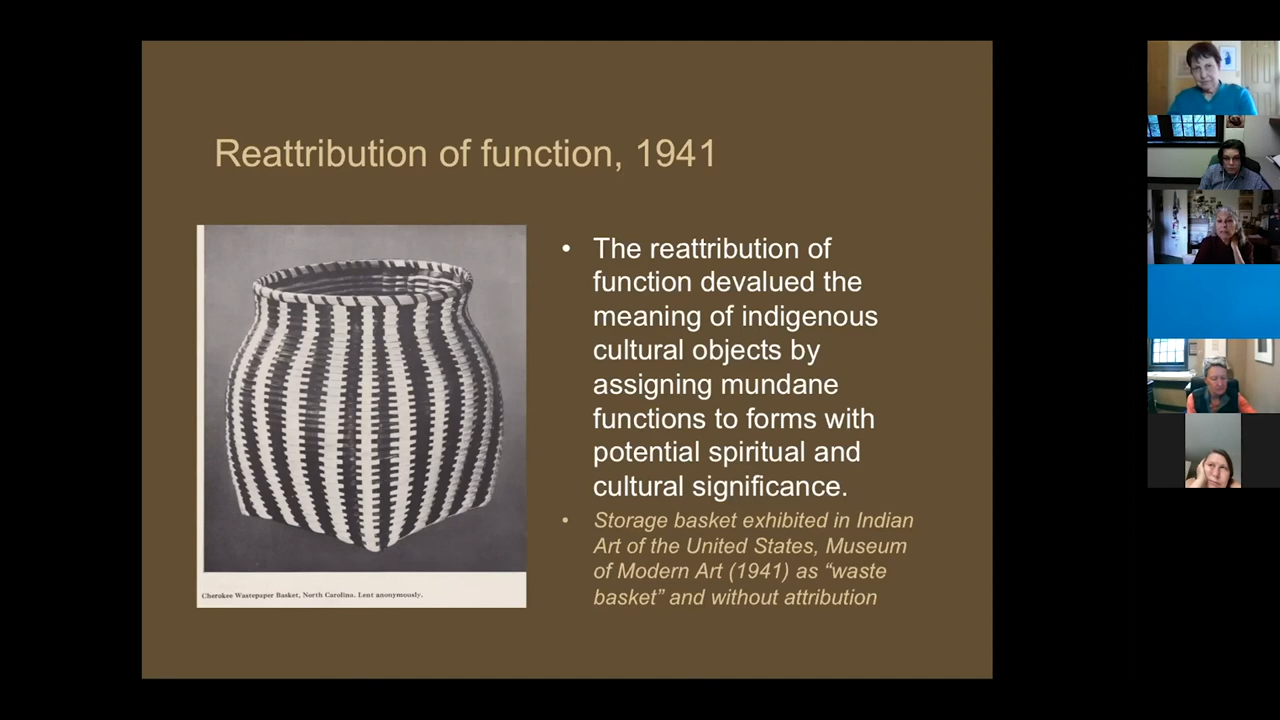 Reattribution of function, 1941
Cherokee Wastepaper Basket, North Carolina. Lent anonymously.
• The reattribution of
function devalued the
meaning of indigenous
cultural objects by
assigning mundane
functions to forms with
potential spiritual and
cultural significance.
• Storage basket exhibited in Indian
Art of the United States, Museum
of Modern Art (1941) as “waste
basket” and without attribution